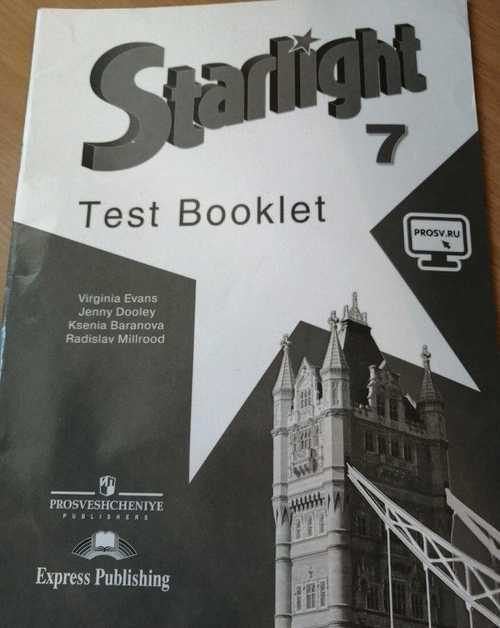 Starlight
7
Test Booklet
PROSV.RU
Virginia Evans
Jenny Dooley
Ksenia Baranova
Radislav Millrood
PROSVESHCHENIYE
PUBLISHERS
Express Publishing